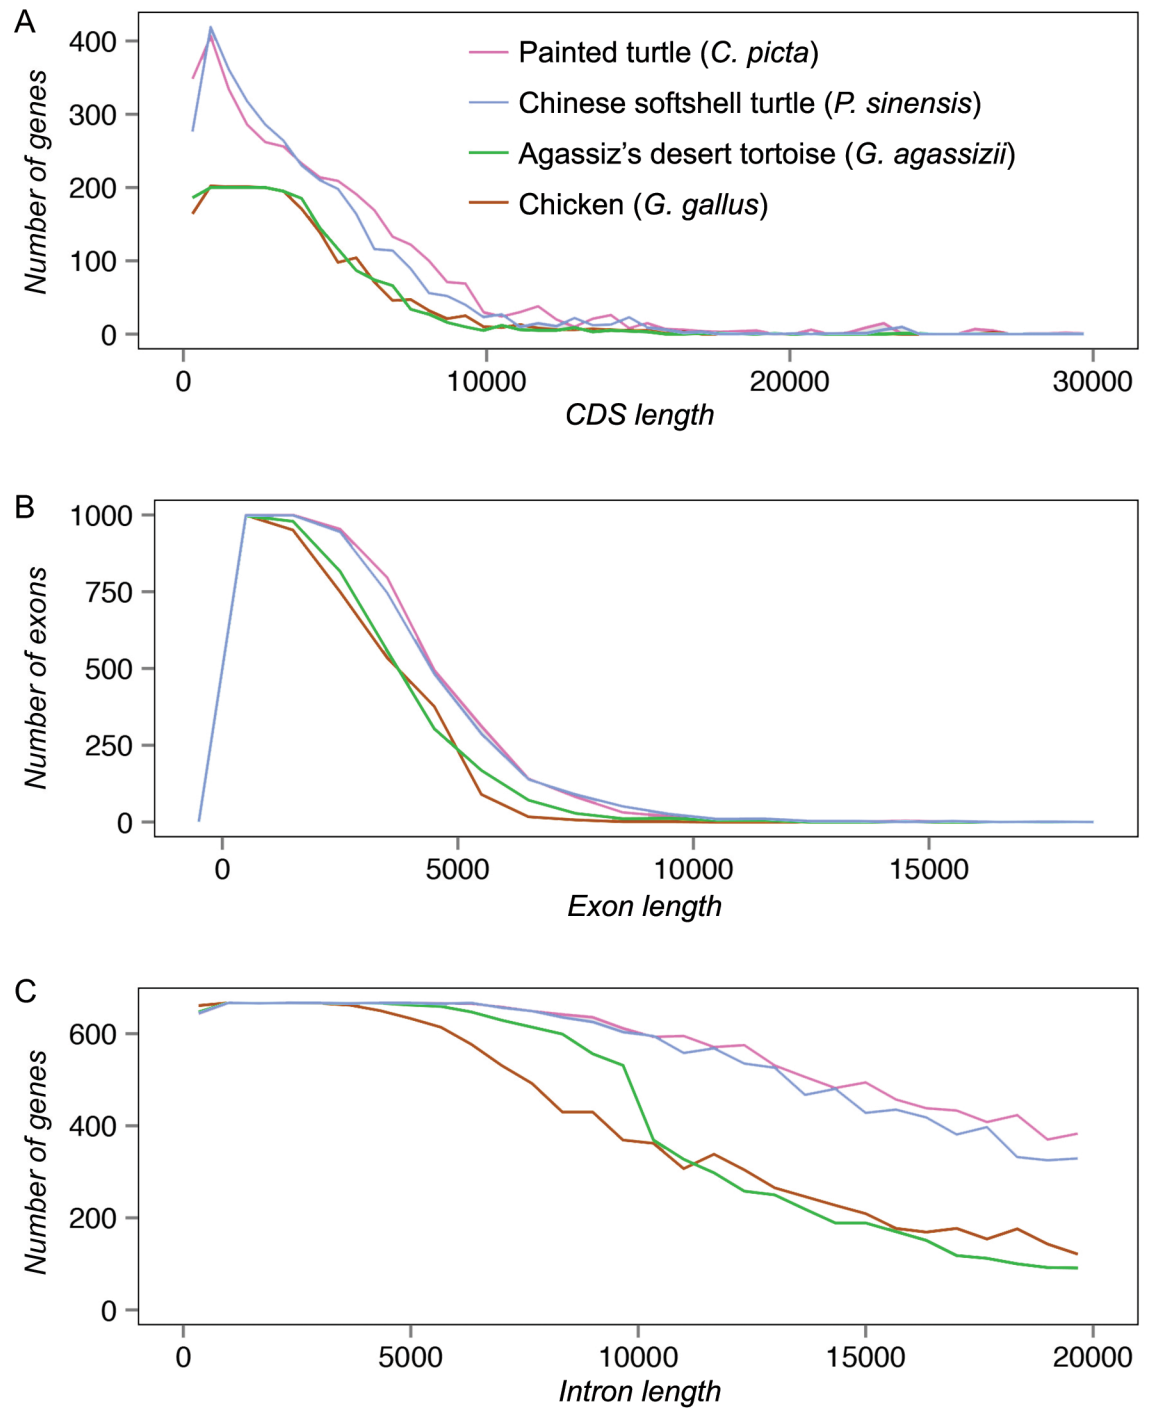 A
Number of genes
400
300
200
100
0
Painted turtle (C. picta)
Chinese softshell turtle (P. sinensis)
Agassiz's desert tortoise (G. agassizii)
Chicken (G. gallus)
0 10000 20000 30000
CDS length
B
Number of exons
1000
750
500
250
0
0 5000 10000 15000
Exon length
C
Number of genes
600
400
200
0
0 5000 10000 15000 20000
Intron length